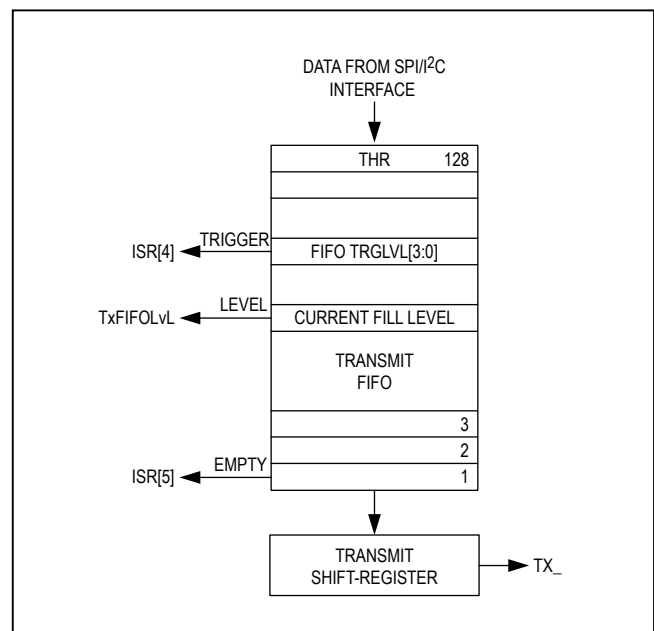 DATA FROM SPI/I²C
INTERFACE
THR 128
TRIGGER
ISR[4] FIFO TRGLVL[3:0]
LEVEL
TxFIFOLvL CURRENT FILL LEVEL
TRANSMIT
FIFO
3
2
EMPTY
ISR[5] 1
TRANSMIT
SHIFT-REGISTER TX_